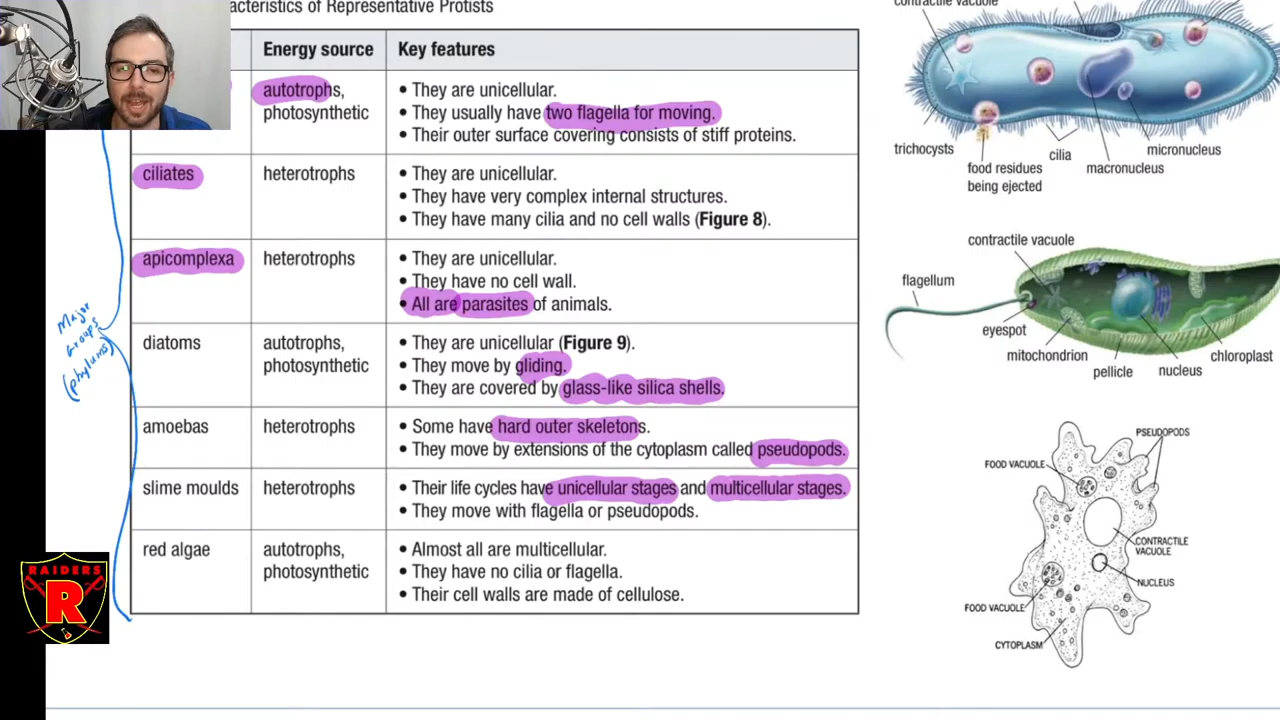 acteristics of Representative Protists
Energy source Key features
autotrophs,
photosynthetic
• They are unicellular.
• They usually have two flagella for moving.
• Their outer surface covering consists of stiff proteins.
ciliates
heterotrophs
• They are unicellular.
• They have very complex internal structures.
• They have many cilia and no cell walls (Figure 8).
apicomplexa
heterotrophs
• They are unicellular.
• They have no cell wall.
• All are parasites of animals.
diatoms
autotrophs,
photosynthetic
• They are unicellular (Figure 9).
• They move by gliding.
• They are covered by glass-like silica shells.
amoebas
heterotrophs
• Some have hard outer skeletons.
• They move by extensions of the cytoplasm called pseudopods.
slime moulds
heterotrophs
• Their life cycles have unicellular stages and multicellular stages.
• They move with flagella or pseudopods.
red algae
autotrophs,
photosynthetic
• Almost all are multicellular.
• They have no cilia or flagella.
• Their cell walls are made of cellulose.
Major
Groups
(phylums)
RAIDERS
R
contractile vacuole
trichocysts
food residues
being ejected
cilia
macronucleus
micronucleus
contractile vacuole
flagellum
eyespot
mitochondrion
pellicle
nucleus
chloroplast
PSEUDOPODS
FOOD VACUOLE
CONTRACTILE
VACUOLE
NUCLEUS
FOOD VACUOLE
CYTOPLASM